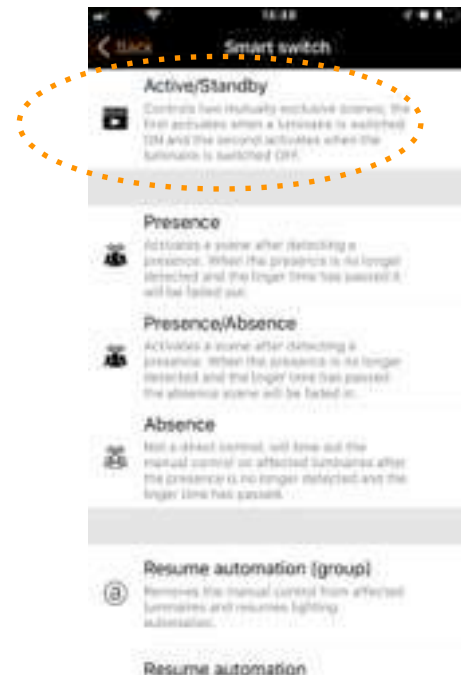 Back Smart switch
Active/Standby
Controls two mutually exclusive scenes, the
first activates when a luminaire is switched
ON and the second activates when the
luminaire is switched OFF.
Presence
Activates a scene after detecting a
presence. When the presence is no longer
detected and the linger time has passed it
will be faded out.
Presence/Absence
Activates a scene after detecting a
presence. When the presence is no longer
detected and the linger time has passed
the absence scene will be faded in.
Absence
Not a direct control, will time out the
manual control on affected luminaires after
the presence is no longer detected and the
linger time has passed.
Resume automation (group)
Removes the manual control from affected
luminaires and resumes lighting
automation.
Resume automation